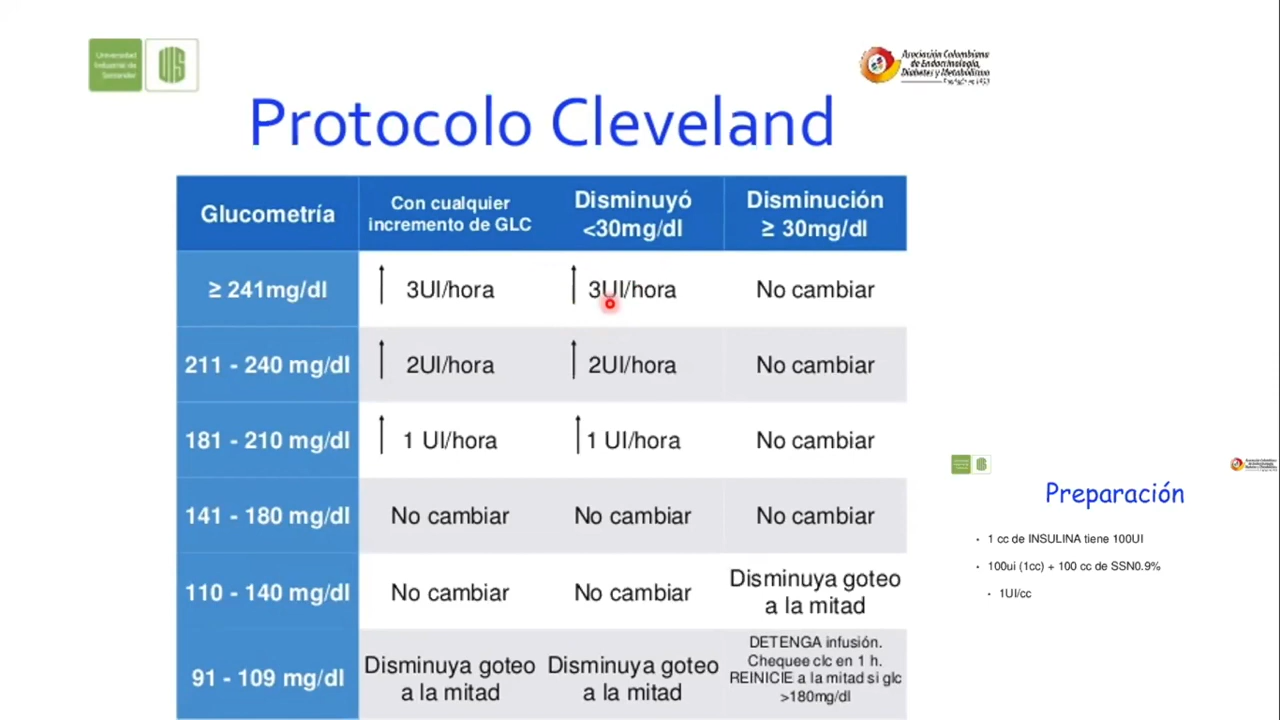 Universidad
Industrial de
Santander
UIS
Asociación Colombiana
de Endocrinología,
Diabetes y Metabolismo
Protocolo Cleveland
Glucometría
Con cualquier
incremento de GLC
Disminuyó
<30mg/dl
Disminución
≥ 30mg/dl
≥ 241mg/dl
3UI/hora
3UI/hora
No cambiar
211 - 240 mg/dl
2UI/hora
2UI/hora
No cambiar
181 - 210 mg/dl
1 UI/hora
1 UI/hora
No cambiar
141 - 180 mg/dl
No cambiar
No cambiar
No cambiar
110 - 140 mg/dl
No cambiar
No cambiar
Disminuya goteo
a la mitad
91 - 109 mg/dl
Disminuya goteo
a la mitad
Disminuya goteo
a la mitad
DETENGA infusión.
Chequee clc en 1 h.
REINICIE a la mitad si glc
>180mg/dl
Preparación
• 1 cc de INSULINA tiene 100UI
• 100ui (1cc) + 100 cc de SSN0.9%
• 1UI/cc